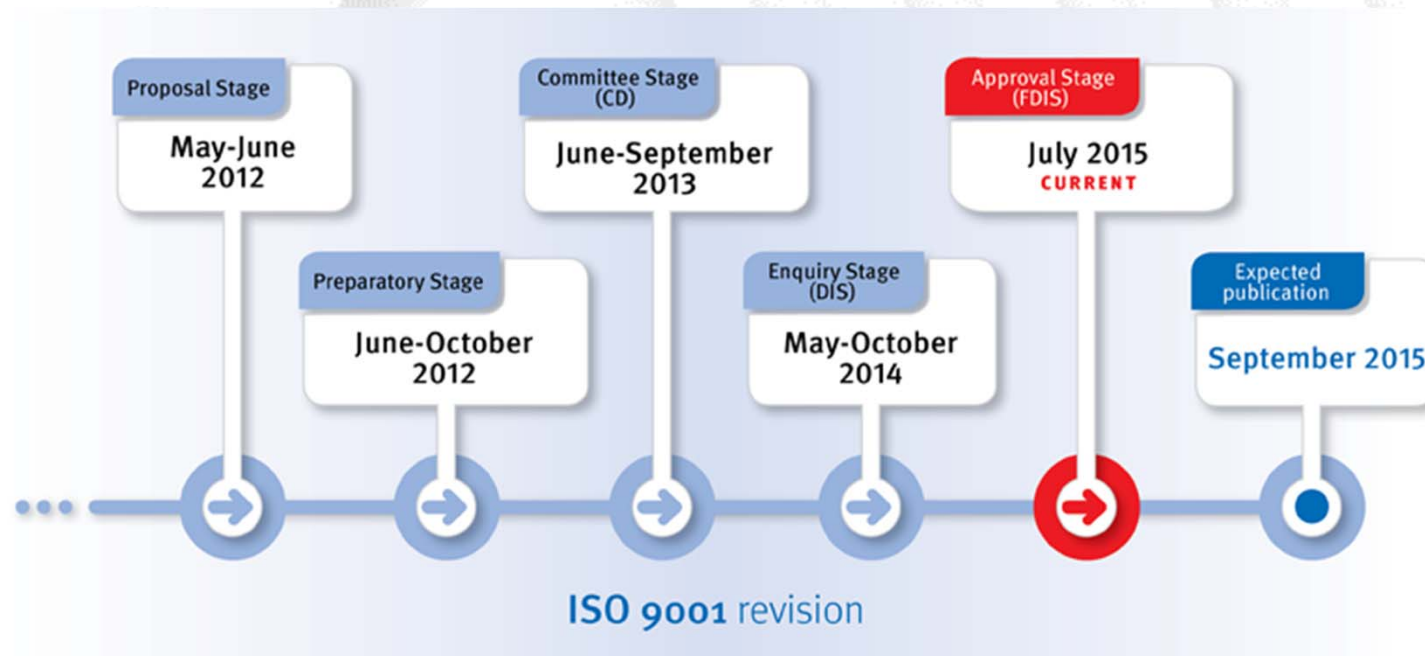 Proposal Stage
May-June
2012
Preparatory Stage
June-October
2012
Committee Stage
(CD)
June-September
2013
Enquiry Stage
(DIS)
May-October
2014
Approval Stage
(FDIS)
July 2015
CURRENT
Expected
publication
September 2015
ISO 9001 revision